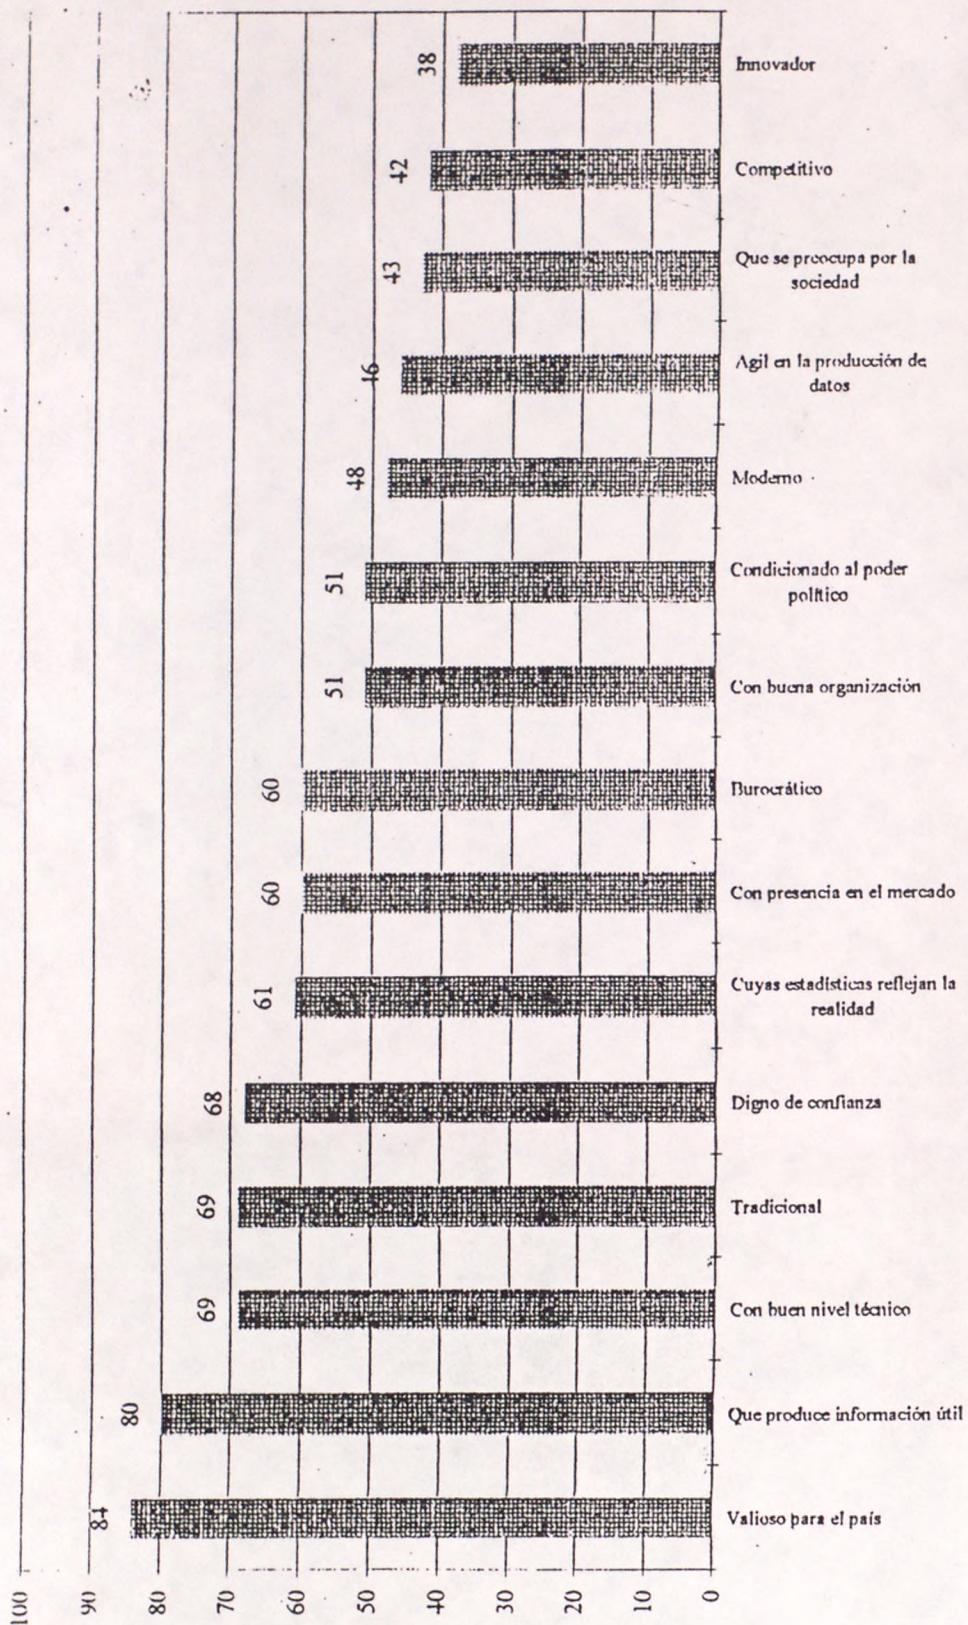 38
Innovador
42
Competitivo
43
Que se preocupa por la
sociedad
46
Agil en la producción de
datos
48
Moderno
51
Condicionado al poder
político
51
Con buena organización
60
Burocrático
60
Con presencia en el mercado
61
Cuyas estadísticas reflejan la
realidad
68
Digno de confianza
69
Tradicional
69
Con buen nivel técnico
80
Que produce información útil
84
Valioso para el país
100
90
80
70
60
50
40
30
20
10
0